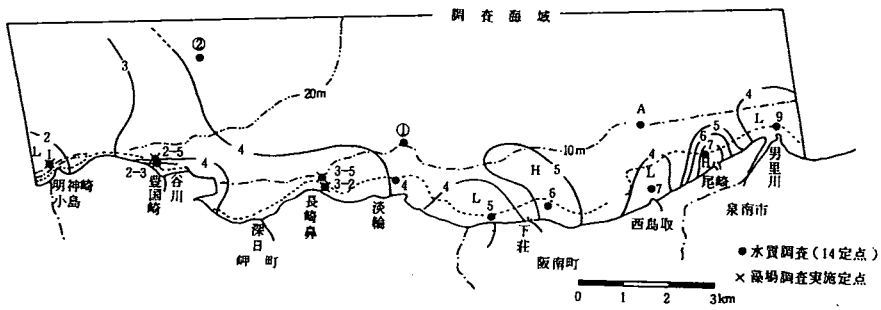 調査海域
②
3
20m
2
L
1
明神崎
小島
2-5
2-3
豊国崎
谷川
4
4
①
A
10m
3-5
3-2
長崎鼻
淡輪
深日
岬町
4
4
L
5
下荘
H
5
6
阪南町
4
L
7
西鳥取
5
6
7
H
尾崎
4
L
9
男里川
泉南市
● 水質調査(14定点)
× 藻場調査実施定点
0 1 2 3km